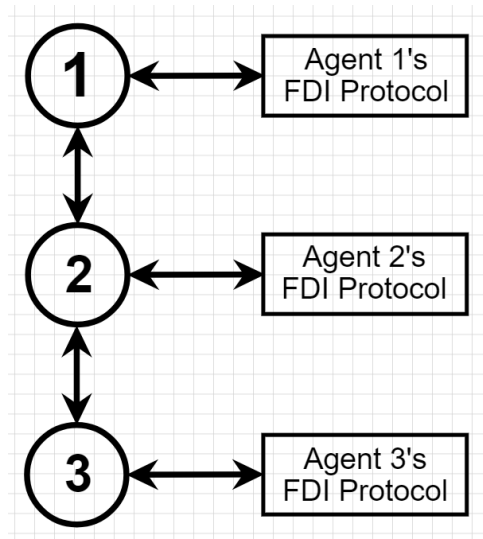 1
Agent 1's
FDI Protocol
2
Agent 2's
FDI Protocol
3
Agent 3's
FDI Protocol